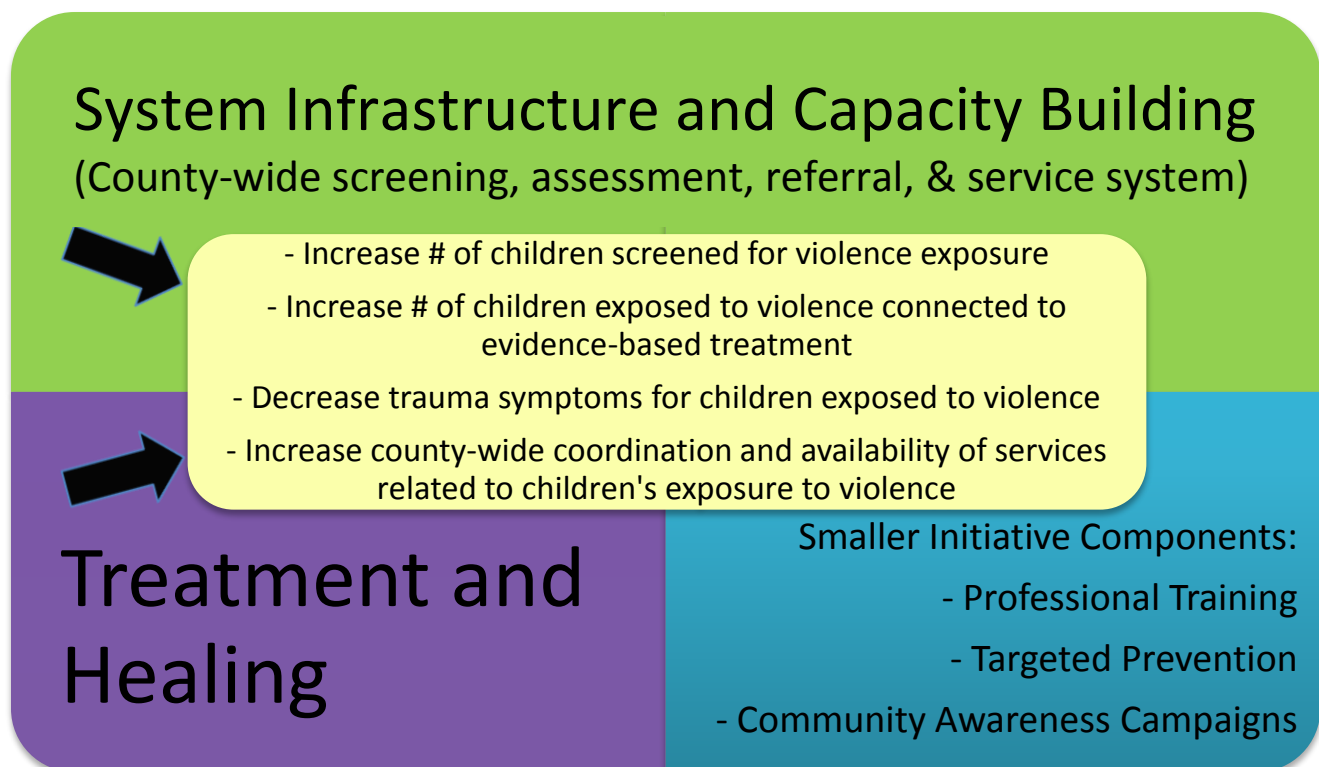 System Infrastructure and Capacity Building
(County-wide screening, assessment, referral, & service system)
- Increase # of children screened for violence exposure
- Increase # of children exposed to violence connected to
evidence-based treatment
- Decrease trauma symptoms for children exposed to violence
- Increase county-wide coordination and availability of services
related to children's exposure to violence
Treatment and
Healing
Smaller Initiative Components:
- Professional Training
- Targeted Prevention
- Community Awareness Campaigns